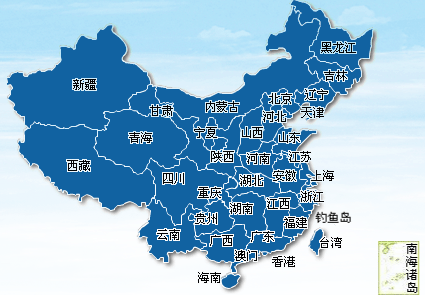 黑龙江
吉林
新疆
辽宁
内蒙古
北京
甘肃
天津
河北
宁夏
山西
山东
青海
陕西
河南
江苏
西藏
四川
安徽
上海
湖北
重庆
浙江
江西
湖南
贵州
钓鱼岛
福建
云南
广西
广东
台湾
澳门
香港
海南
南海诸岛